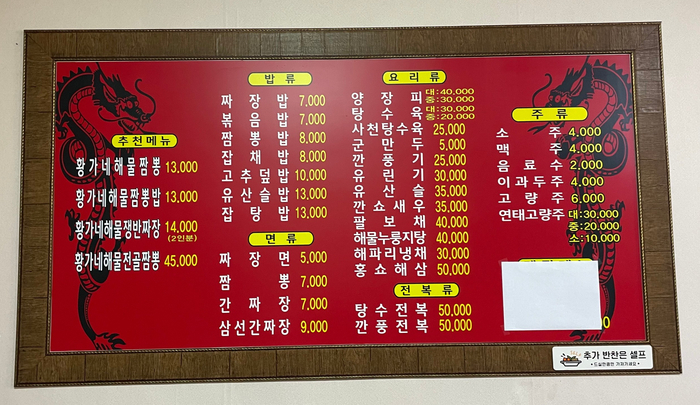 추천메뉴
황가네해물짬뽕 13,000
황가네해물짬뽕밥 13,000
황가네해물쟁반짜장 14,000
(2인분)
황가네해물전골짬뽕 45,000
밥 류
짜장밥 7,000
볶음밥 7,000
짬뽕밥 8,000
잡채밥 8,000
고추덮밥 10,000
유산슬밥 13,000
잡탕밥 13,000
면 류
짜장면 5,000
짬뽕 7,000
간짜장 7,000
삼선간짜장 9,000
요 리 류
양장피 대:40,000
중:30,000
탕수육 대:30,000
중:20,000
사천탕수육 25,000
군만두 5,000
깐풍기 25,000
유린기 30,000
유산슬 35,000
깐쇼새우 35,000
팔보채 40,000
해물누룽지탕 40,000
해파리냉채 30,000
홍쇼해삼 50,000
전 복 류
탕수전복 50,000
깐풍전복 50,000
주 류
소주 4,000
맥주 4,000
음료수 2,000
이과두주 4,000
고량주 6,000
연태고량주 대:30,000
중:20,000
소:10,000
0
추가 반찬은 셀프
• 드실만큼만 가져가세요 •